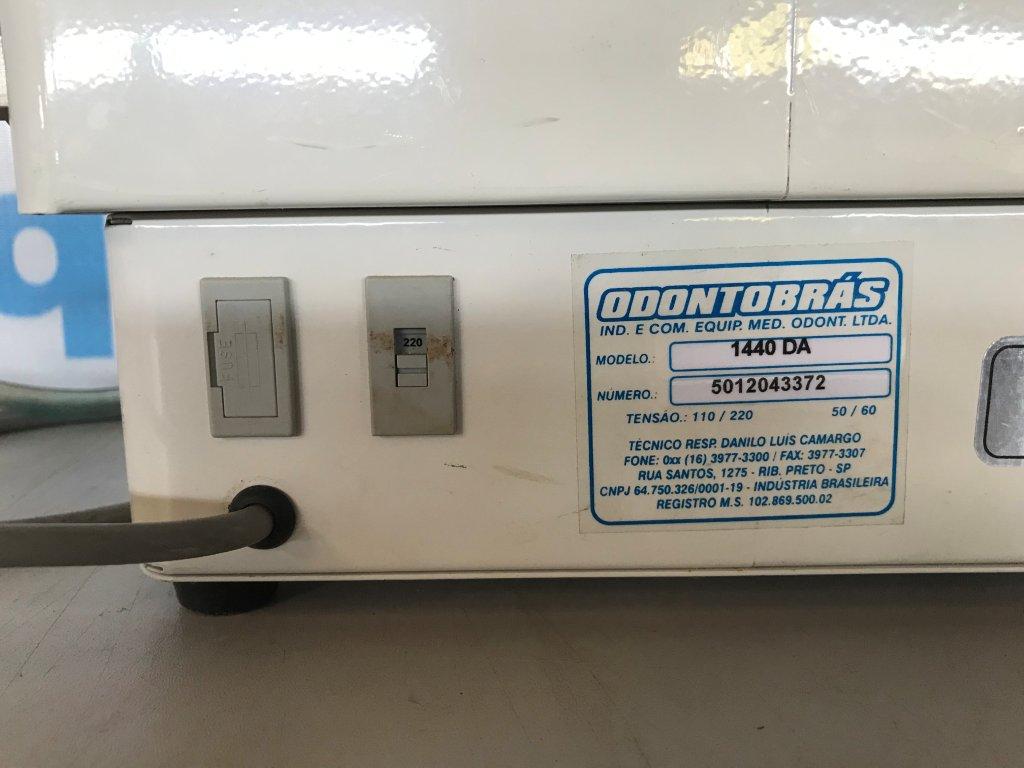 FUSE
220
ODONTOBRÁS
IND. E COM. EQUIP. MED. ODONT. LTDA.
MODELO.: 1440 DA
NÚMERO.: 5012043372
TENSÃO.: 110 / 220 50 / 60
TÉCNICO RESP. DANILO LUÍS CAMARGO
FONE: 0xx (16) 3977-3300 / FAX: 3977-3307
RUA SANTOS, 1275 - RIB. PRETO - SP
CNPJ 64.750.326/0001-19 - INDÚSTRIA BRASILEIRA
REGISTRO M.S. 102.869.500.02